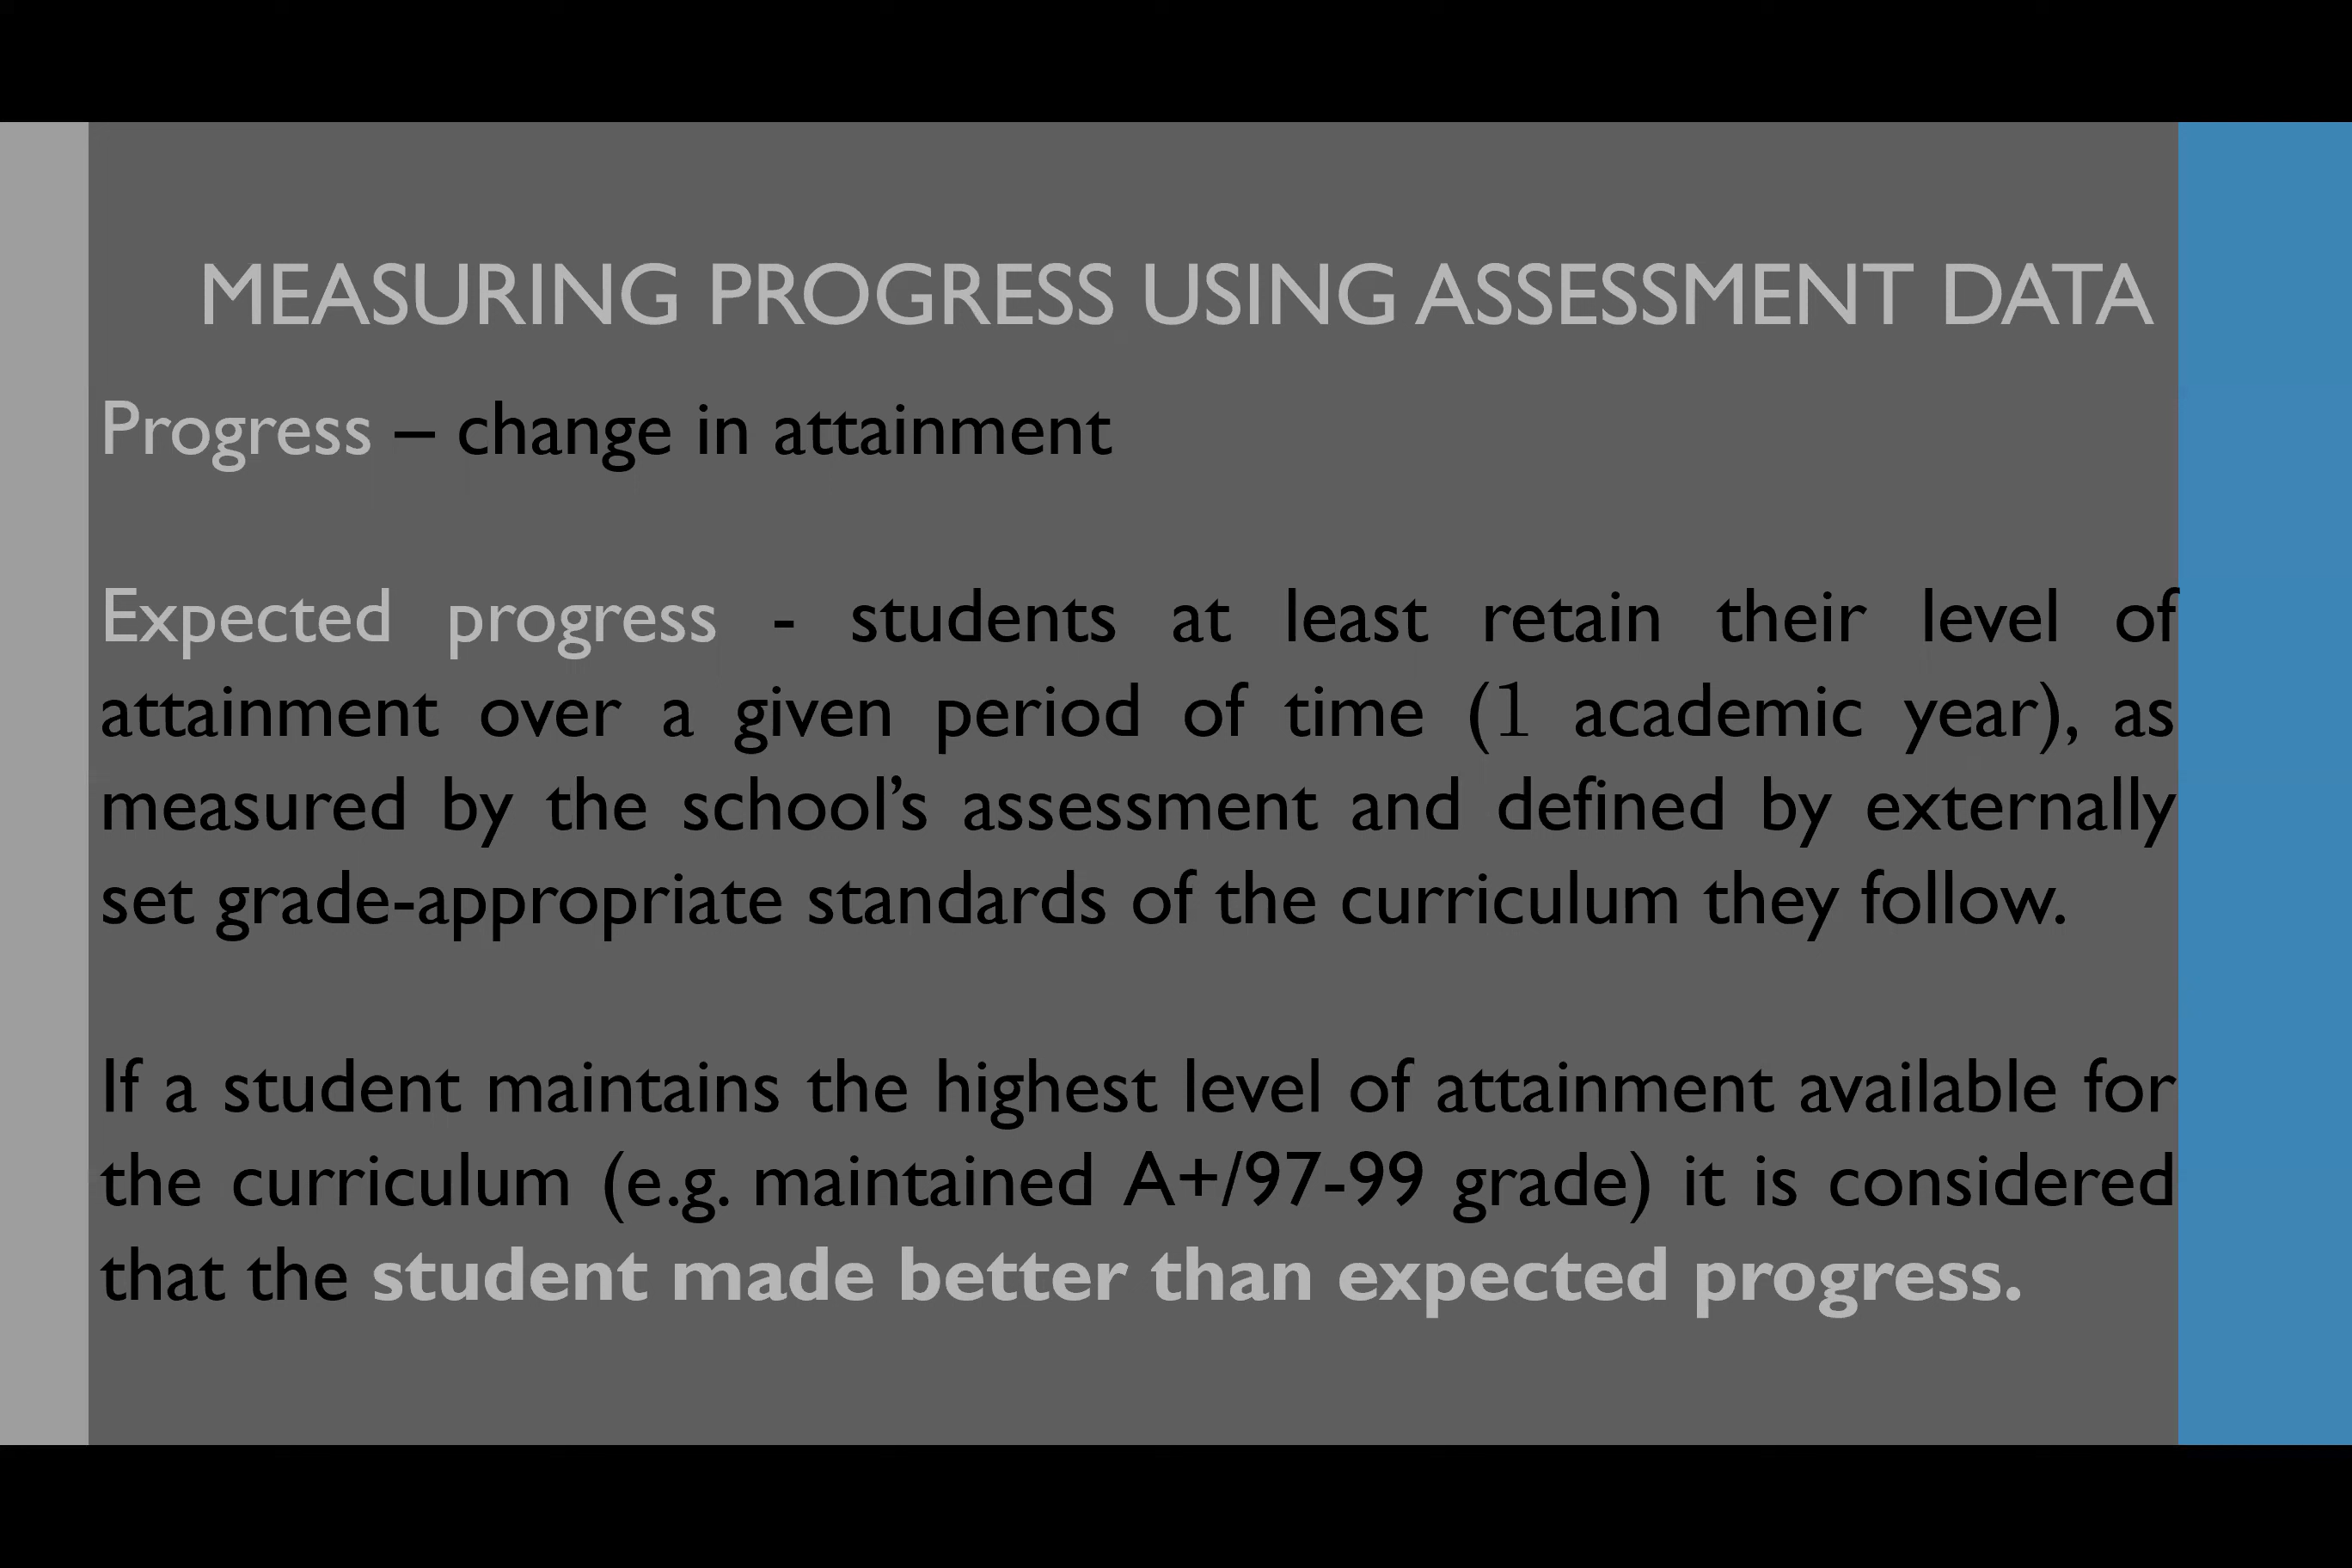 MEASURING PROGRESS USING ASSESSMENT DATA
Progress – change in attainment
Expected progress - students at least retain their level of
attainment over a given period of time (1 academic year), as
measured by the school’s assessment and defined by externally
set grade-appropriate standards of the curriculum they follow.
If a student maintains the highest level of attainment available for
the curriculum (e.g. maintained A+/97-99 grade) it is considered
that the student made better than expected progress.